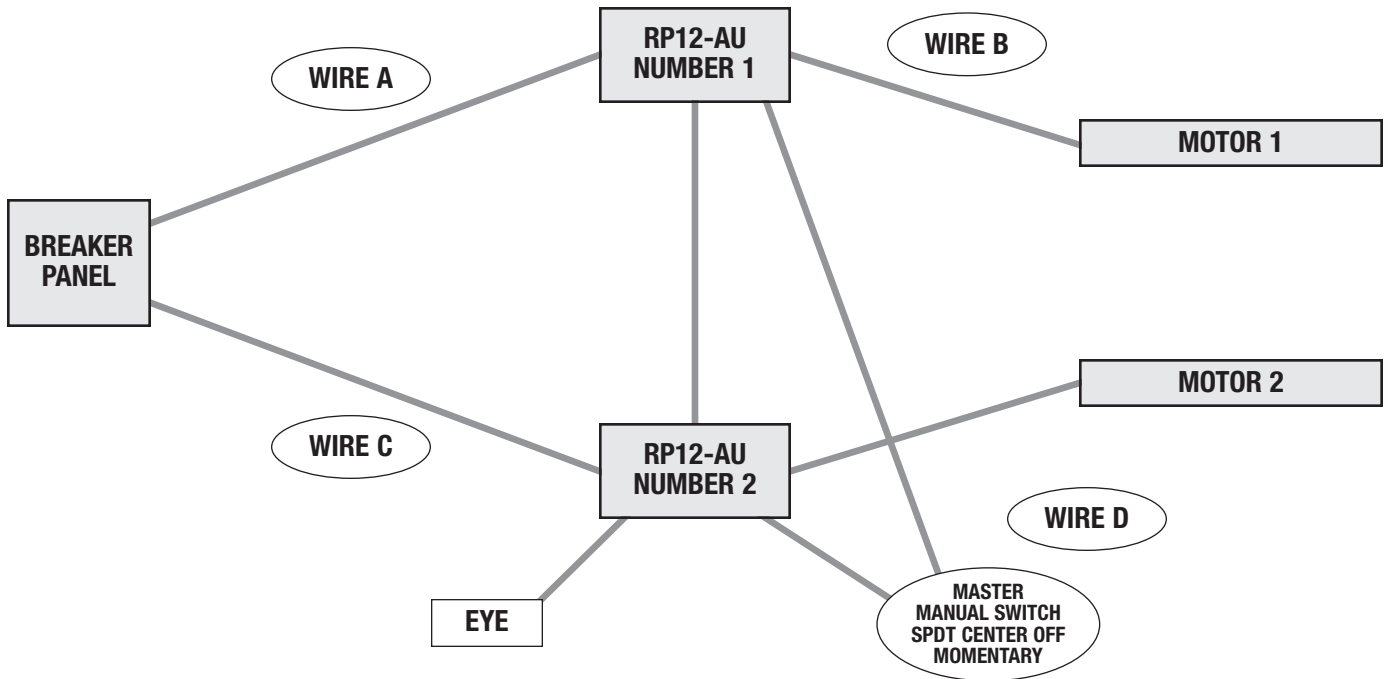 RP12-AU
NUMBER 1
WIRE B
WIRE A
MOTOR 1
BREAKER
PANEL
MOTOR 2
WIRE C
RP12-AU
NUMBER 2
WIRE D
EYE
MASTER
MANUAL SWITCH
SPDT CENTER OFF
MOMENTARY